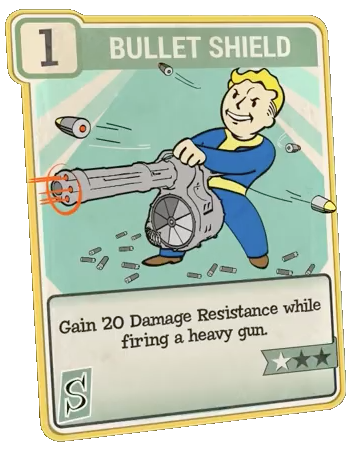 1
BULLET SHIELD
Gain 20 Damage Resistance while
firing a heavy gun.
S